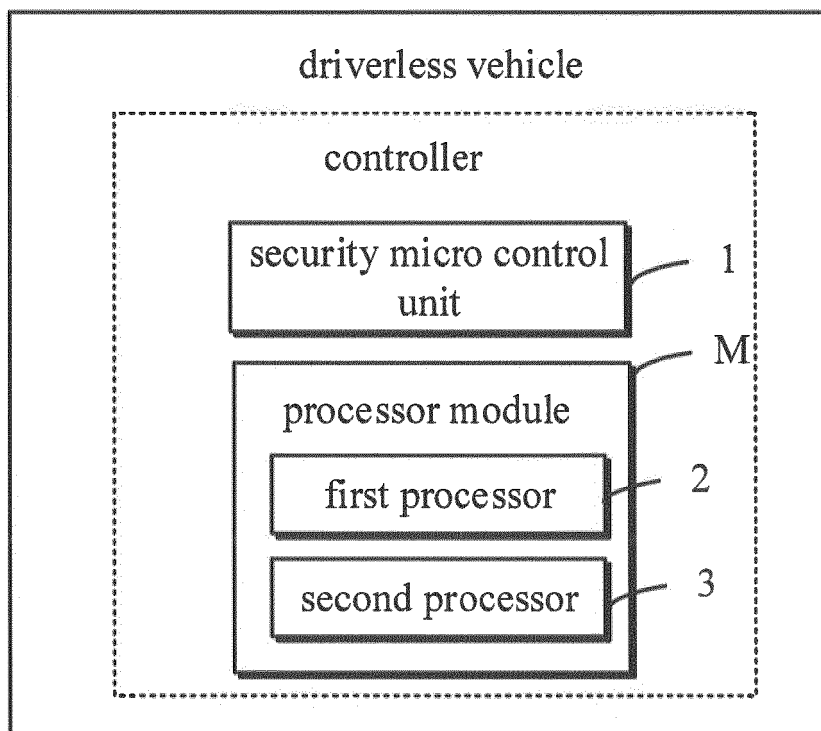 driverless vehicle
controller
security micro control
unit
1
M
processor module
first processor
2
second processor
3